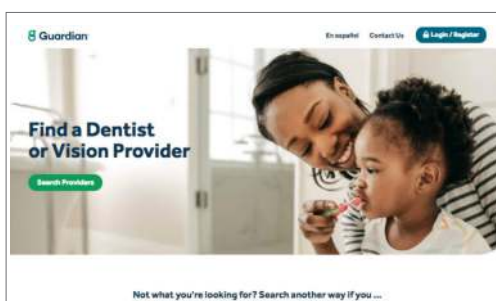 Guardian
En español Contact Us Login / Register
Find a Dentist
or Vision Provider
Search Providers
Not what you're looking for? Search another way if you ...